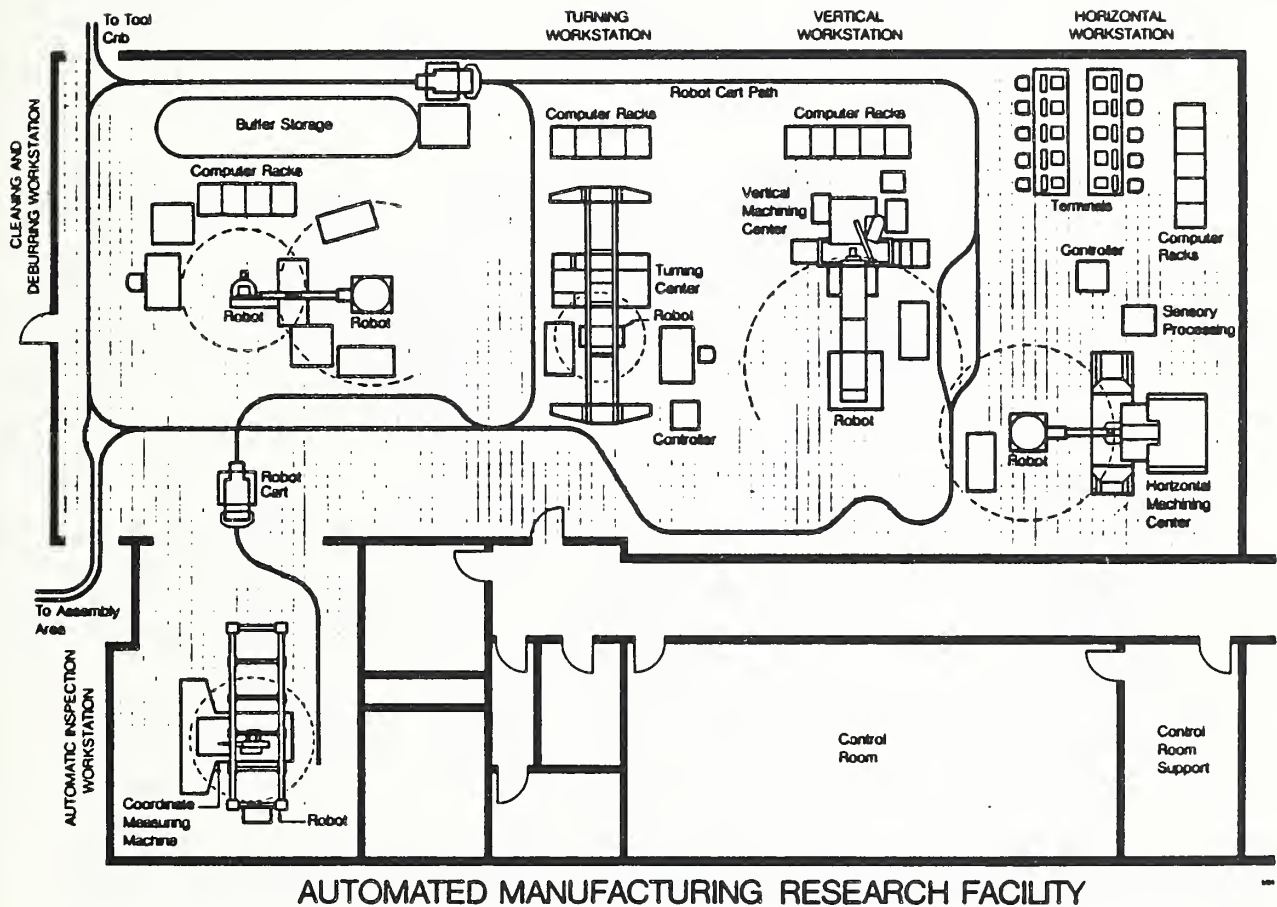 To Tool
Crib
TURNING
WORKSTATION
VERTICAL
WORKSTATION
HORIZONTAL
WORKSTATION
CLEANING AND
DEBURRING WORKSTATION
Robot Cart Path
Buffer Storage
Computer Racks
Computer Racks
Computer Racks
Vertical
Machining
Center
Terminals
Computer
Racks
Controller
Turning
Center
Robot
Robot
Robot
Sensory
Processing
Controller
Robot
Robot
Robot
Cart
Horizontal
Machining
Center
To Assembly
Area
AUTOMATIC INSPECTION
WORKSTATION
Control
Room
Control
Room
Support
Coordinate
Measuring
Machine
Robot
AUTOMATED MANUFACTURING RESEARCH FACILITY